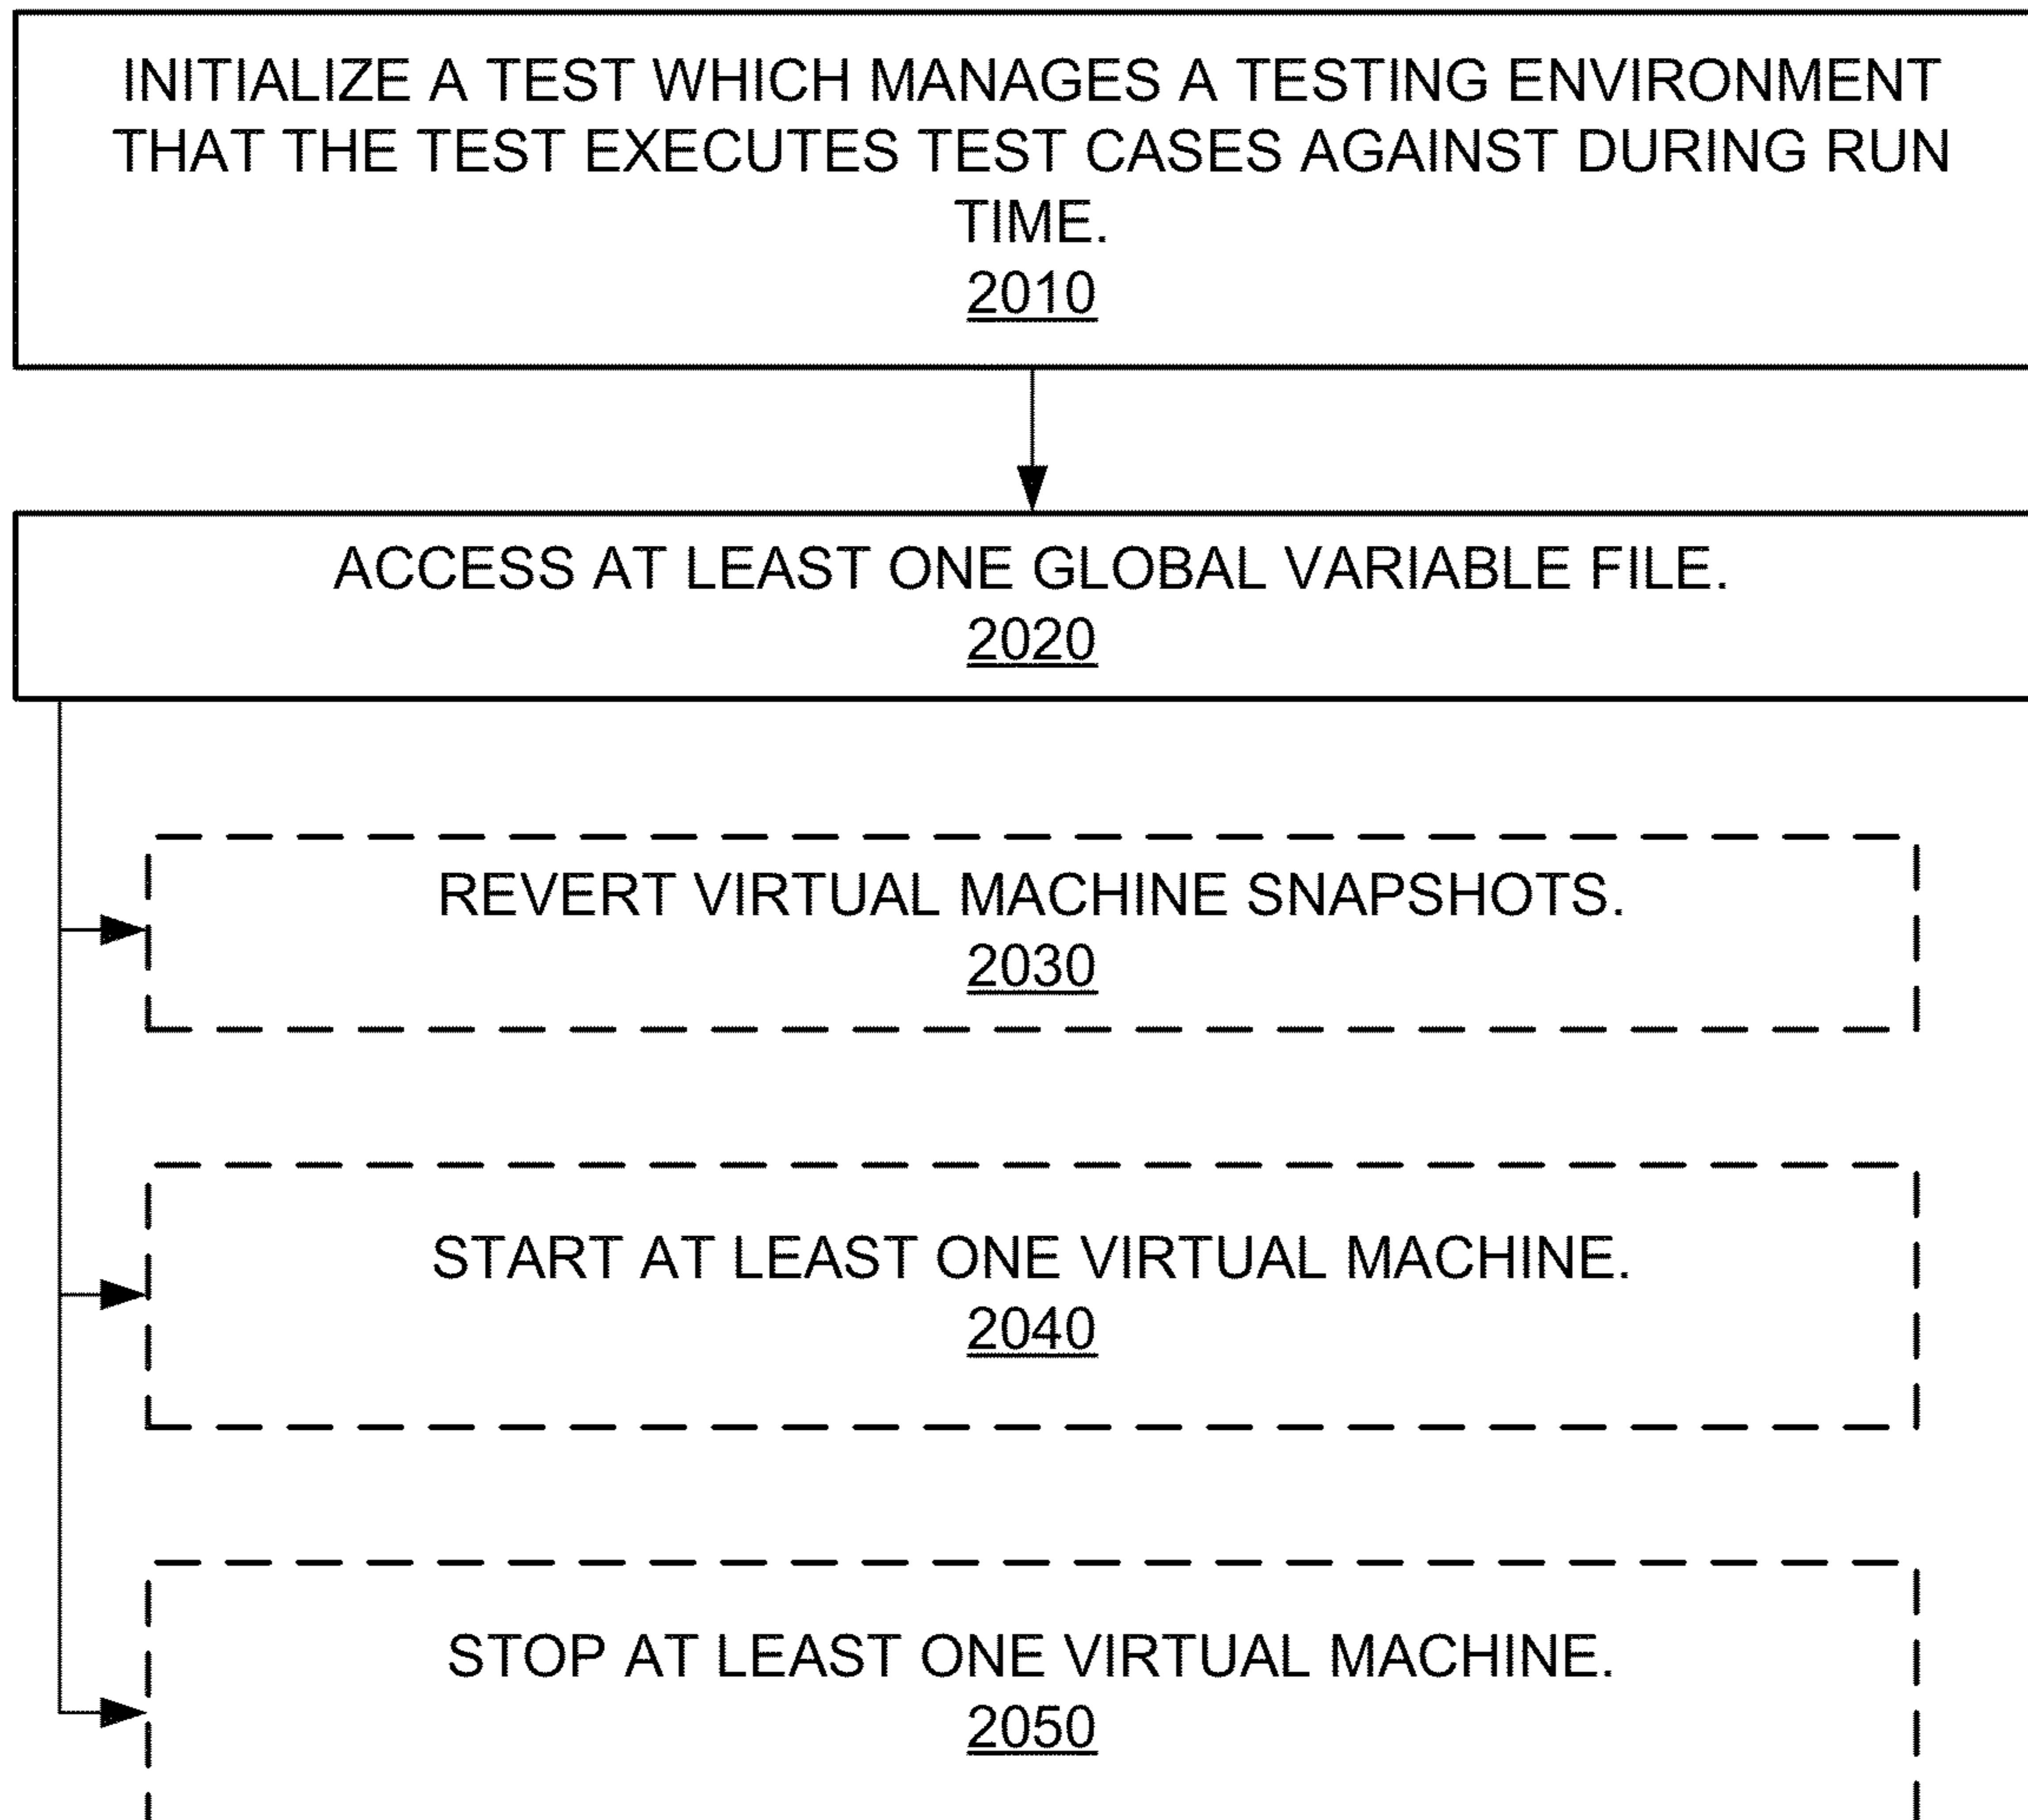 INITIALIZE A TEST WHICH MANAGES A TESTING ENVIRONMENT
THAT THE TEST EXECUTES TEST CASES AGAINST DURING RUN
TIME.
2010
ACCESS AT LEAST ONE GLOBAL VARIABLE FILE.
2020
REVERT VIRTUAL MACHINE SNAPSHOTS.
2030
START AT LEAST ONE VIRTUAL MACHINE.
2040
STOP AT LEAST ONE VIRTUAL MACHINE.
2050